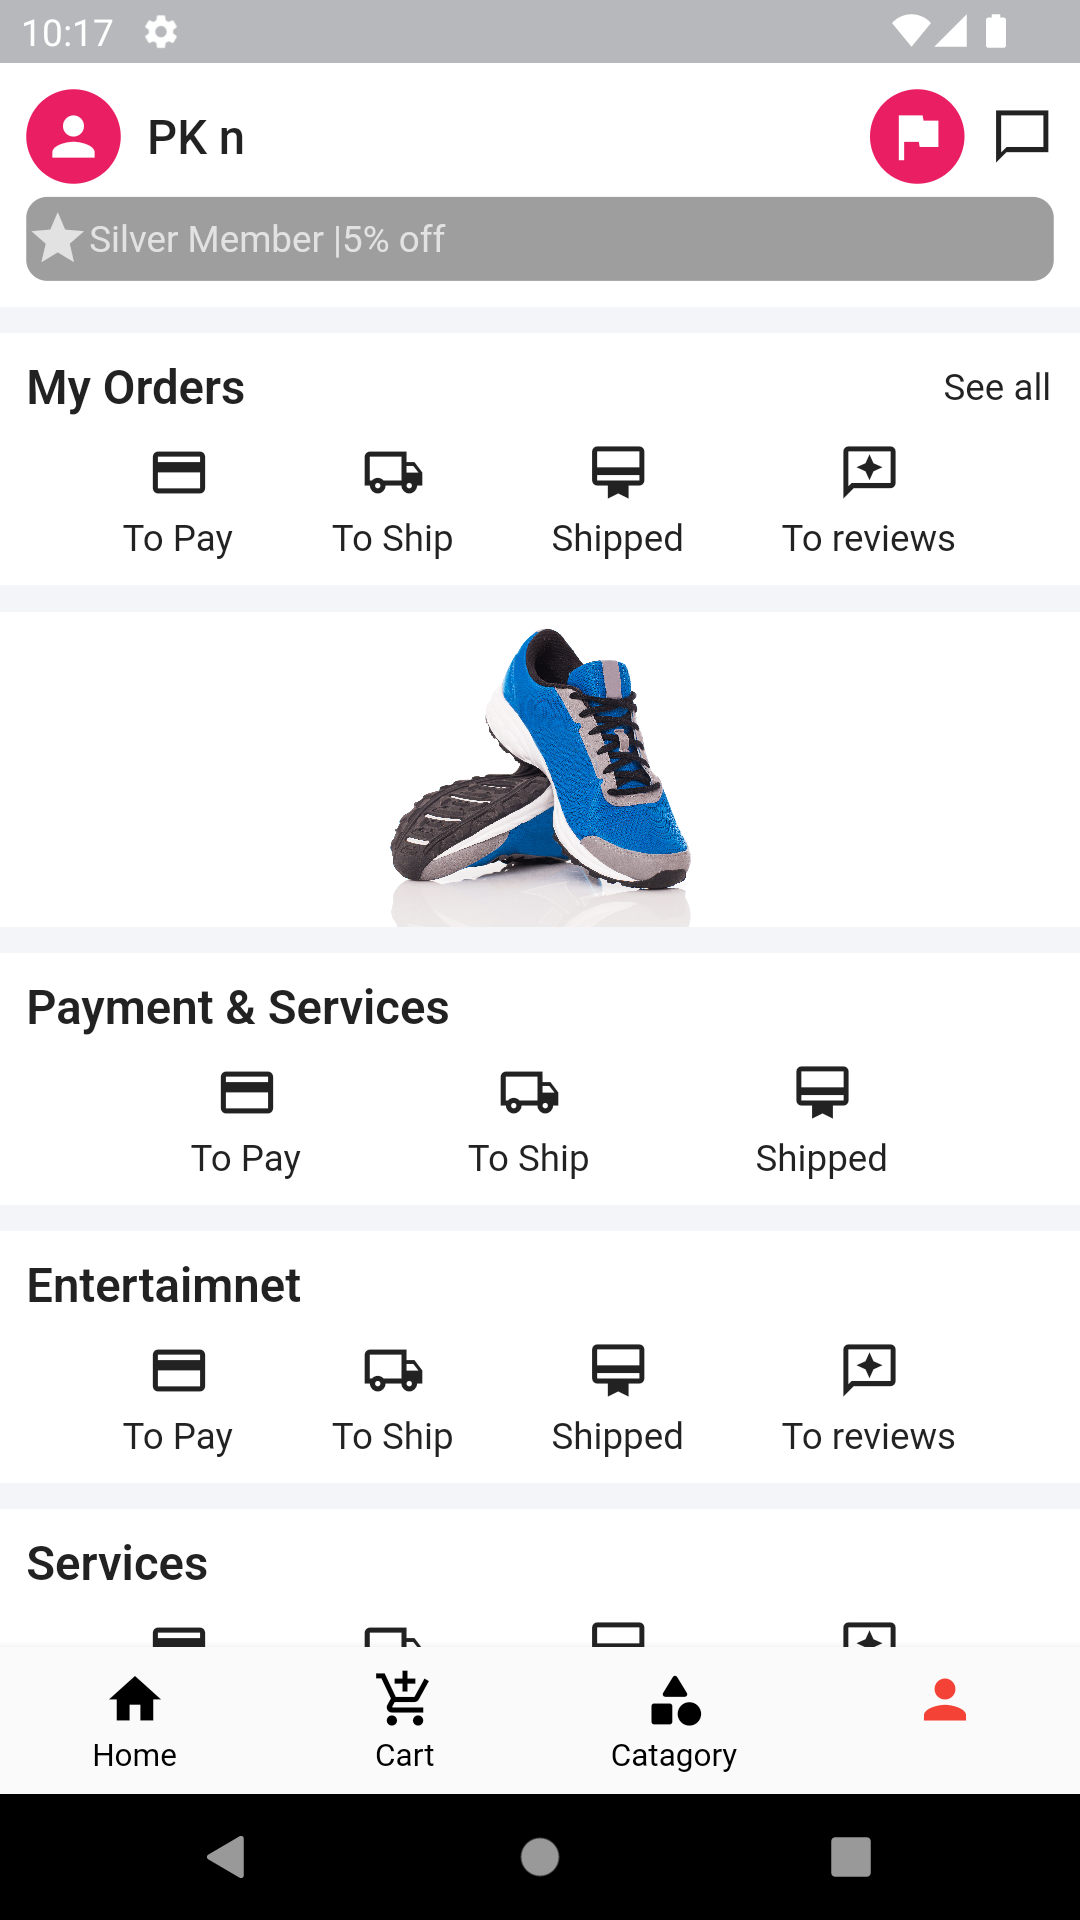 10:17
PK n
Silver Member |5% off
My Orders
See all
To Pay
To Ship
Shipped
To reviews
Payment & Services
To Pay
To Ship
Shipped
Entertaimnet
To Pay
To Ship
Shipped
To reviews
Services
Home
Cart
Catagory